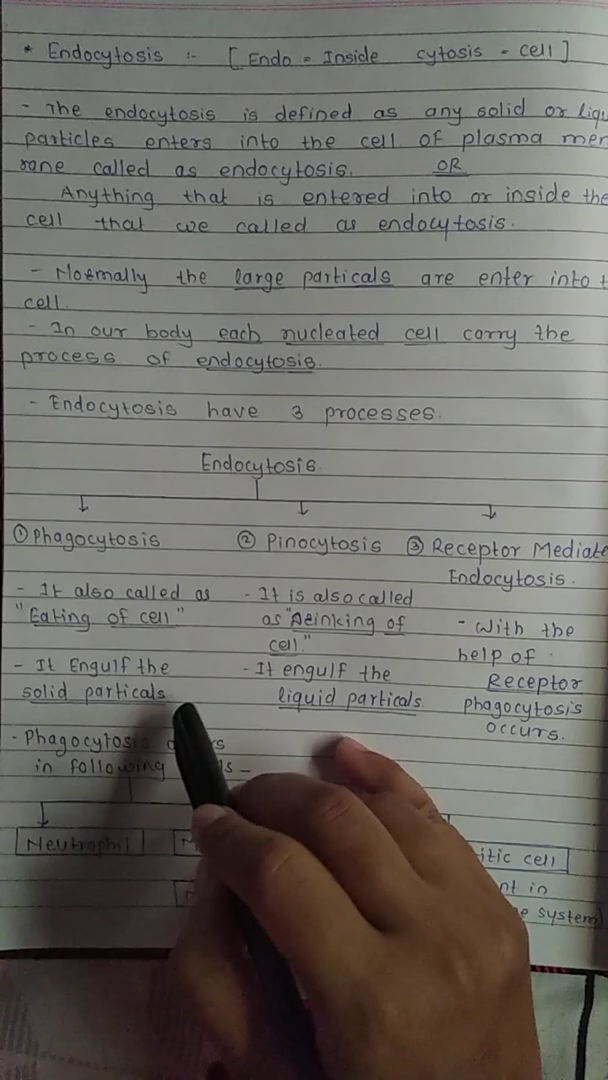 * Endocytosis :- [Endo = Inside cytosis = cell]
- The endocytosis is defined as any solid or liqu
particles enters into the cell of plasma mem
rane called as endocytosis. OR
Anything that is entered into or inside the
cell that we called as endocytosis.
- Normally the large particals are enter into t
cell.
- In our body each nucleated cell carry the
process of endocytosis.
- Endocytosis have 3 processes.
Endocytosis
① Phagocytosis
- It also called as
"Eating of cell"
- It Engulf the
solid particals
- Phagocytosis
in following
Neutrophil
② Pinocytosis
- It is also called
as "Deinking of
cell."
- It engulf the
liquid particals
③ Receptor Mediate
Endocytosis.
- With the
help of
Receptor
phagocytosis
occurs.
itic cell
nt in
e system